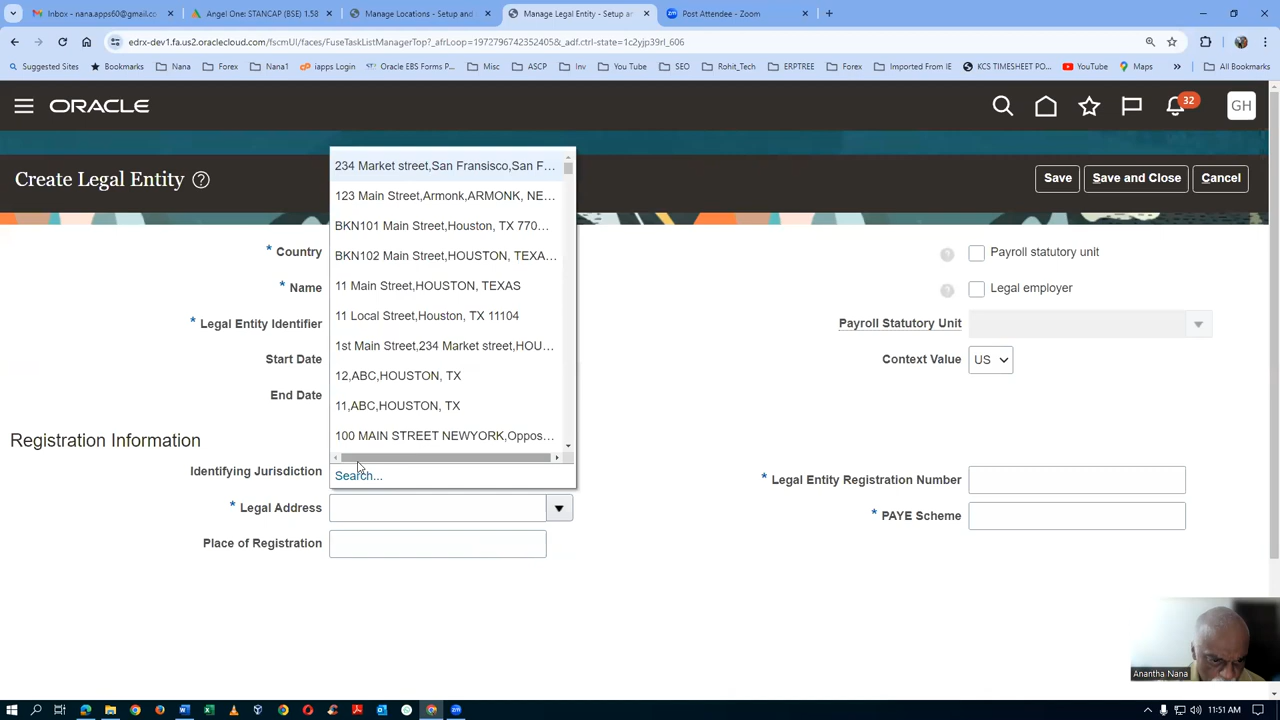 Inbox - nana.apps60@gmail.co
Angel One: STANCAP (BSE) 1.58
Manage Locations - Setup and
Manage Legal Entity - Setup an
Post Attendee - Zoom
edrx-dev1.fa.us2.oraclecloud.com/fscmUI/faces/FuseTaskListManagerTop?_afrLoop=19727967423524058&_adf.ctrl-state=1c2yjp39rl_606
Suggested Sites
Bookmarks
Nana
Forex
Nana1
iapps Login
Oracle EBS Forms P...
Misc
ASCP
Inv
You Tube
SEO
Rohit_Tech
ERPTREE
Forex
Imported From IE
KCS TIMESHEET PO...
YouTube
Maps
All Bookmarks
ORACLE
32
GH
Create Legal Entity
Save
Save and Close
Cancel
234 Market street,San Fransisco,San F...
123 Main Street,Armonk,ARMONK, NE...
BKN101 Main Street,Houston, TX 770...
BKN102 Main Street,HOUSTON, TEXA...
11 Main Street,HOUSTON, TEXAS
11 Local Street,Houston, TX 11104
1st Main Street,234 Market street,HOU...
12,ABC,HOUSTON, TX
11,ABC,HOUSTON, TX
100 MAIN STREET NEWYORK,Oppos...
Search...
* Country
* Name
* Legal Entity Identifier
Start Date
End Date
Payroll statutory unit
Legal employer
Payroll Statutory Unit
Context Value US
Registration Information
Identifying Jurisdiction
* Legal Address
Place of Registration
* Legal Entity Registration Number
* PAYE Scheme
Anantha Nana
11:51 AM